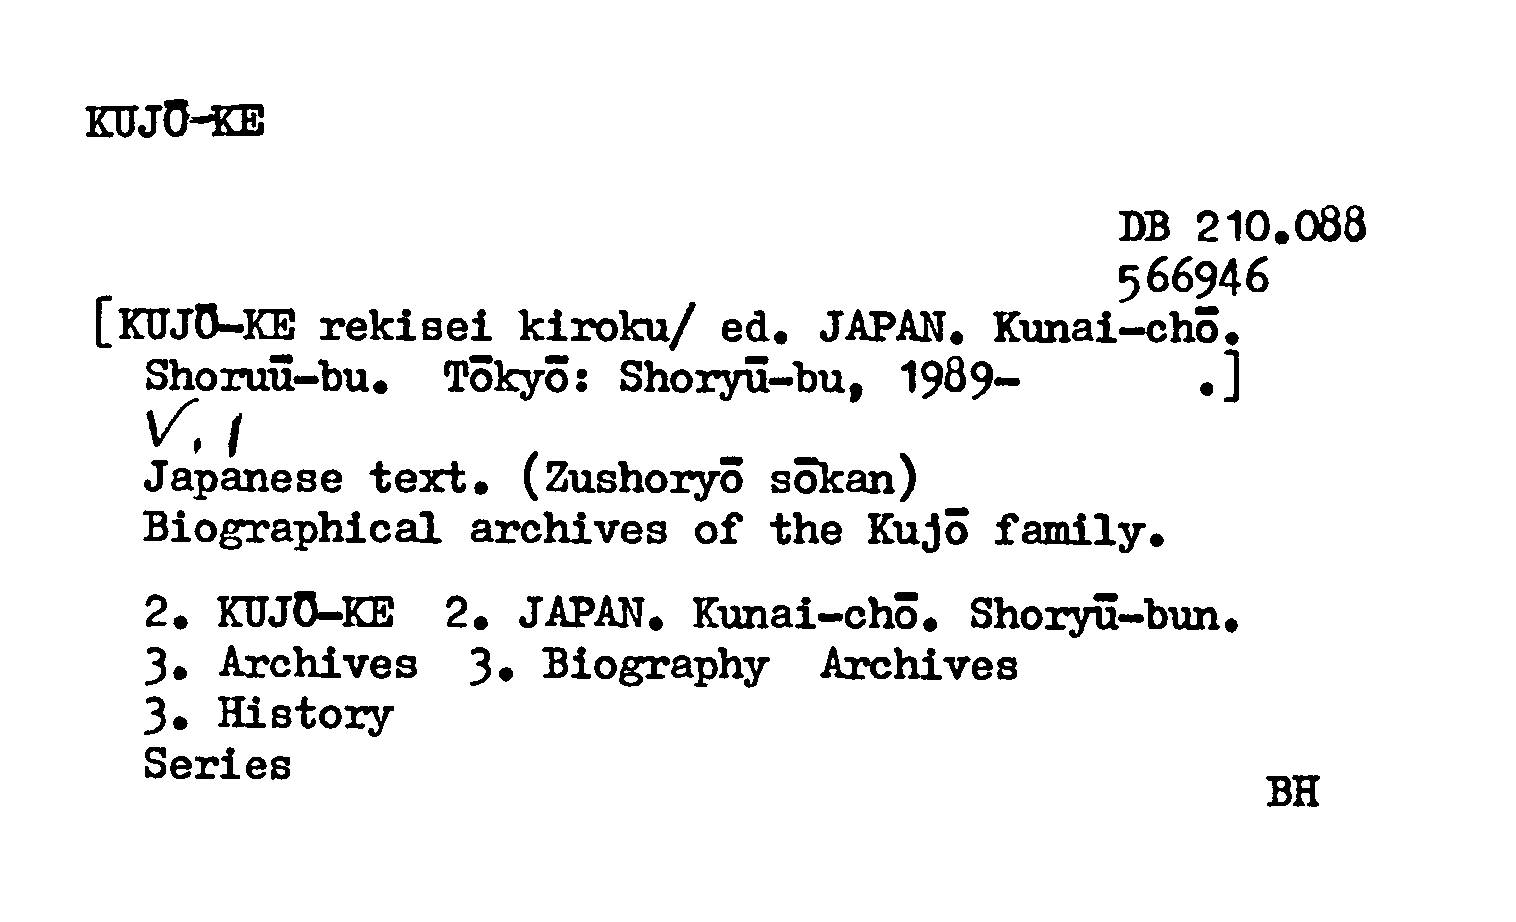 KUJŌ-KE
DB 210.088
566946
[KUJŌ-KE rekisei kiroku/ ed. JAPAN. Kunai-chō.
Shoruū-bu. Tōkyō: Shoryū-bu, 1989- .]
V. 1
Japanese text. (Zushoryō sōkan)
Biographical archives of the Kujō family.
2. KUJŌ-KE 2. JAPAN. Kunai-chō. Shoryū-bun.
3. Archives 3. Biography Archives
3. History
Series
BH